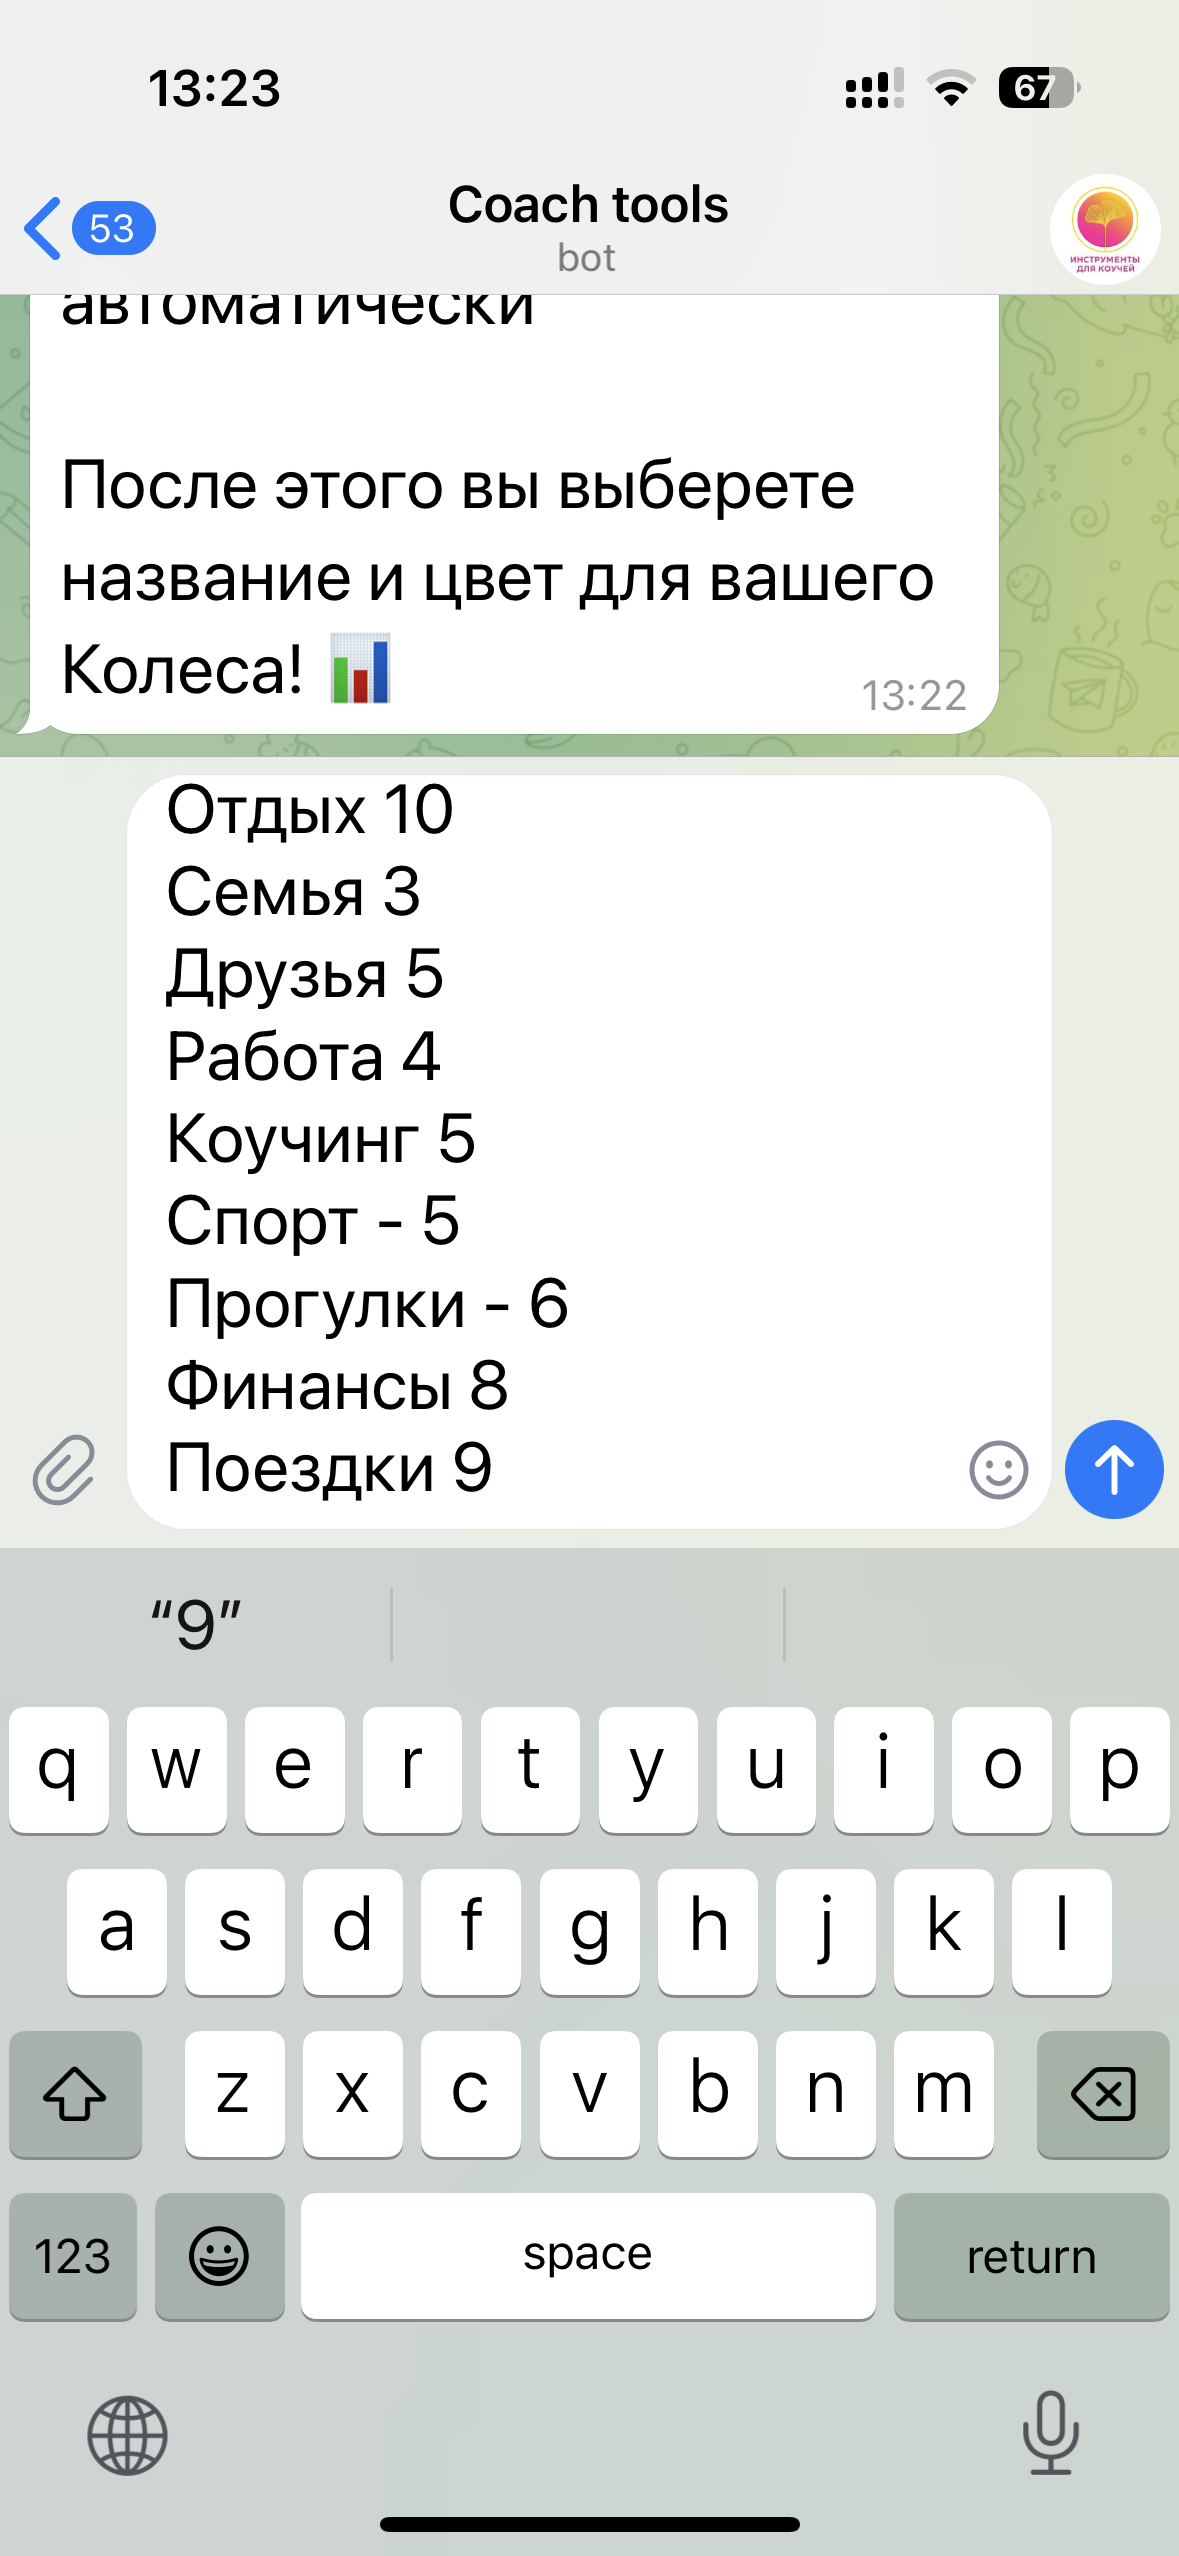 13:23
67
53
Coach tools
bot
ИНСТРУМЕНТЫ
ДЛЯ КОУЧЕЙ
автоматически
После этого вы выберете
название и цвет для вашего
Колеса! 📊
13:22
Отдых 10
Семья 3
Друзья 5
Работа 4
Коучинг 5
Спорт - 5
Прогулки - 6
Финансы 8
Поездки 9
“9”
q w e r t y u i o p
a s d f g h j k l
z x c v b n m
123 space return